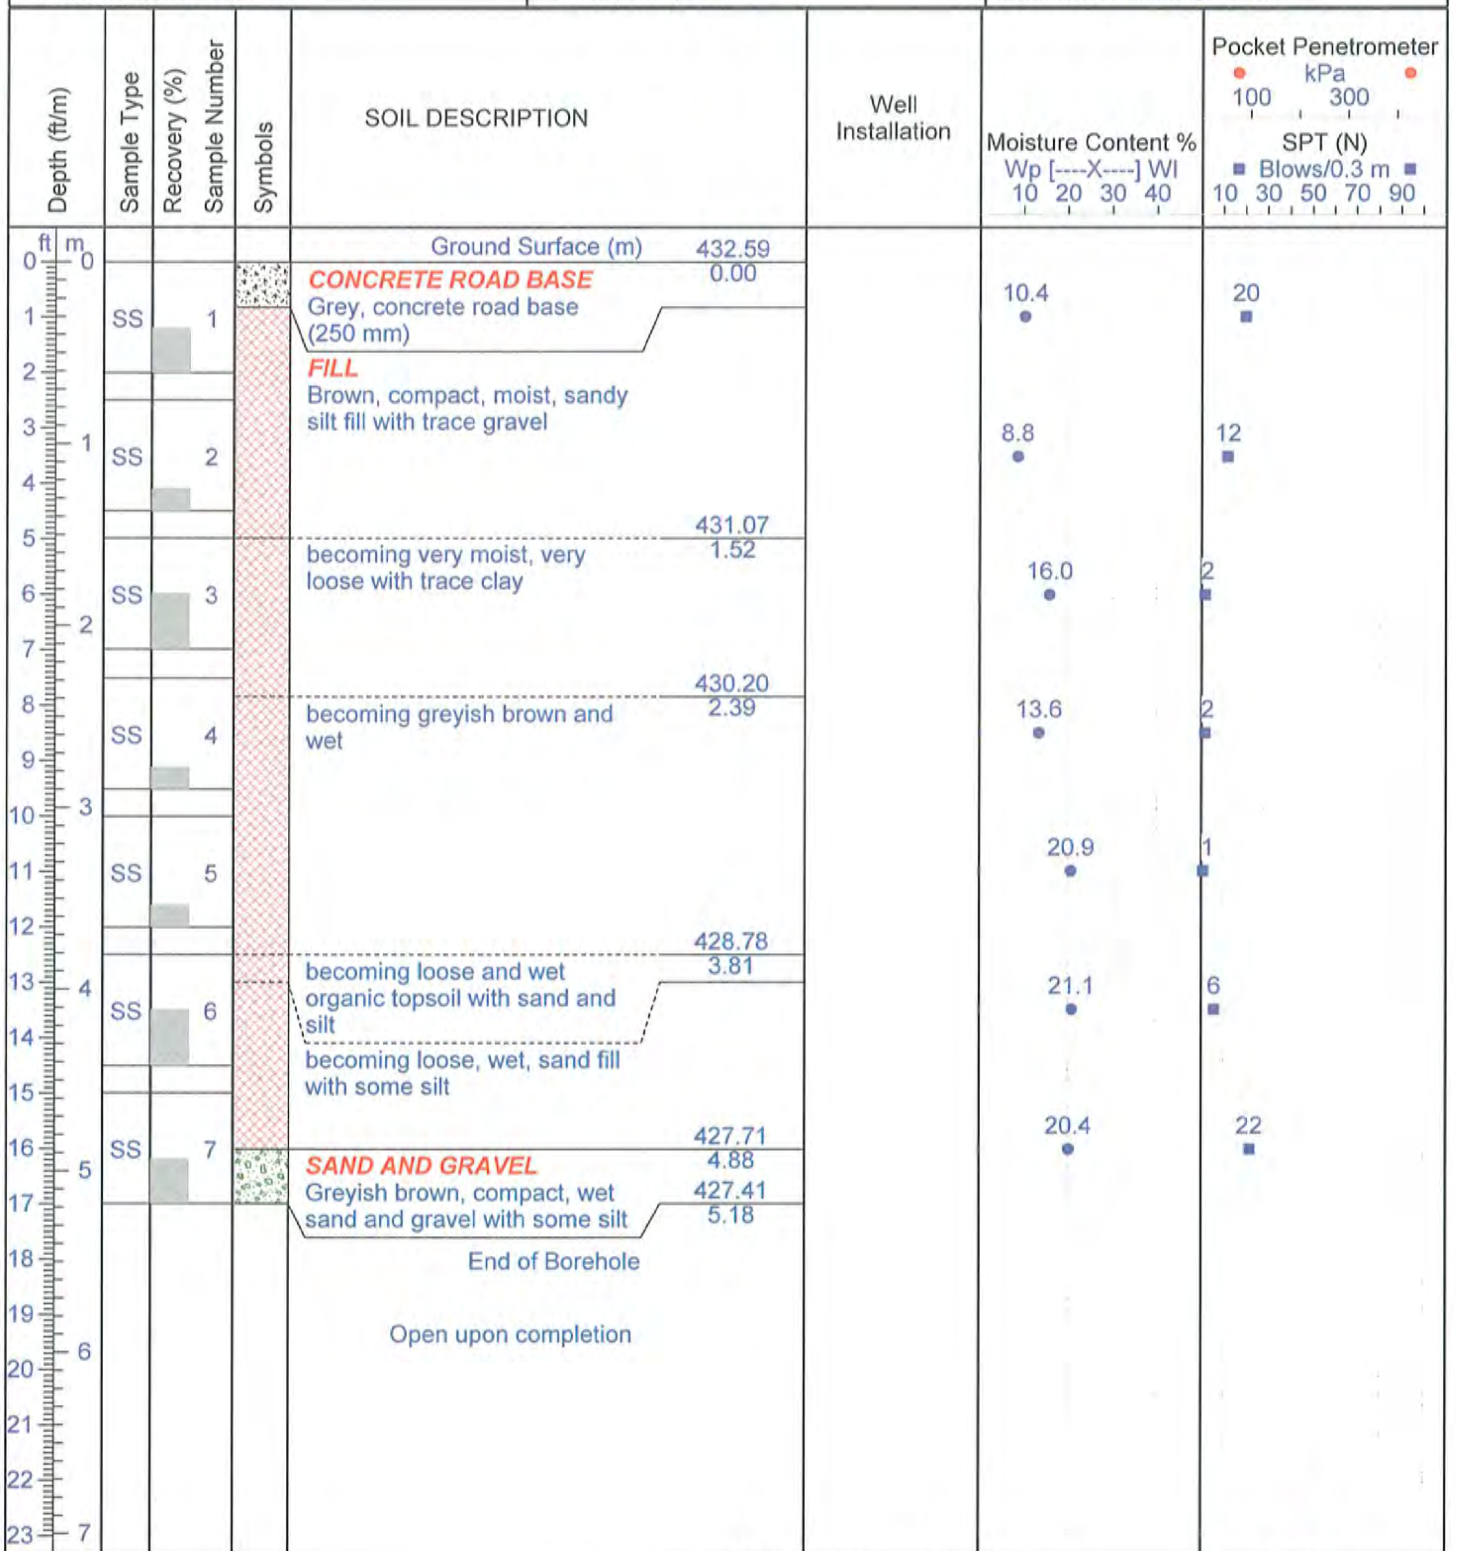 Depth (ft/m)
Sample Type
Recovery (%)
Sample Number
Symbols
SOIL DESCRIPTION
Well
Installation
Moisture Content %
Wp [----X----] Wl
10 20 30 40
Pocket Penetrometer
kPa
100 300
SPT (N)
Blows/0.3 m
10 30 50 70 90
ft m
Ground Surface (m) 432.59
0 0
0.00
CONCRETE ROAD BASE
Grey, concrete road base
(250 mm)
10.4 20
1 SS 1
FILL
2
Brown, compact, moist, sandy
silt fill with trace gravel
3 1
8.8 12
SS 2
4
431.07
5
1.52
becoming very moist, very
loose with trace clay
16.0 2
6 SS 3
2
7
430.20
8
2.39
becoming greyish brown and
wet
13.6 2
SS 4
9
10 3
20.9 1
11 SS 5
12
428.78
3.81
becoming loose and wet
organic topsoil with sand and
silt
13 4
21.1 6
SS 6
14
becoming loose, wet, sand fill
with some silt
15
20.4 22
427.71
16 SS 7
4.88
SAND AND GRAVEL
5
Greyish brown, compact, wet
sand and gravel with some silt
427.41
17
5.18
18
End of Borehole
19
Open upon completion
6
20
21
22
23 7